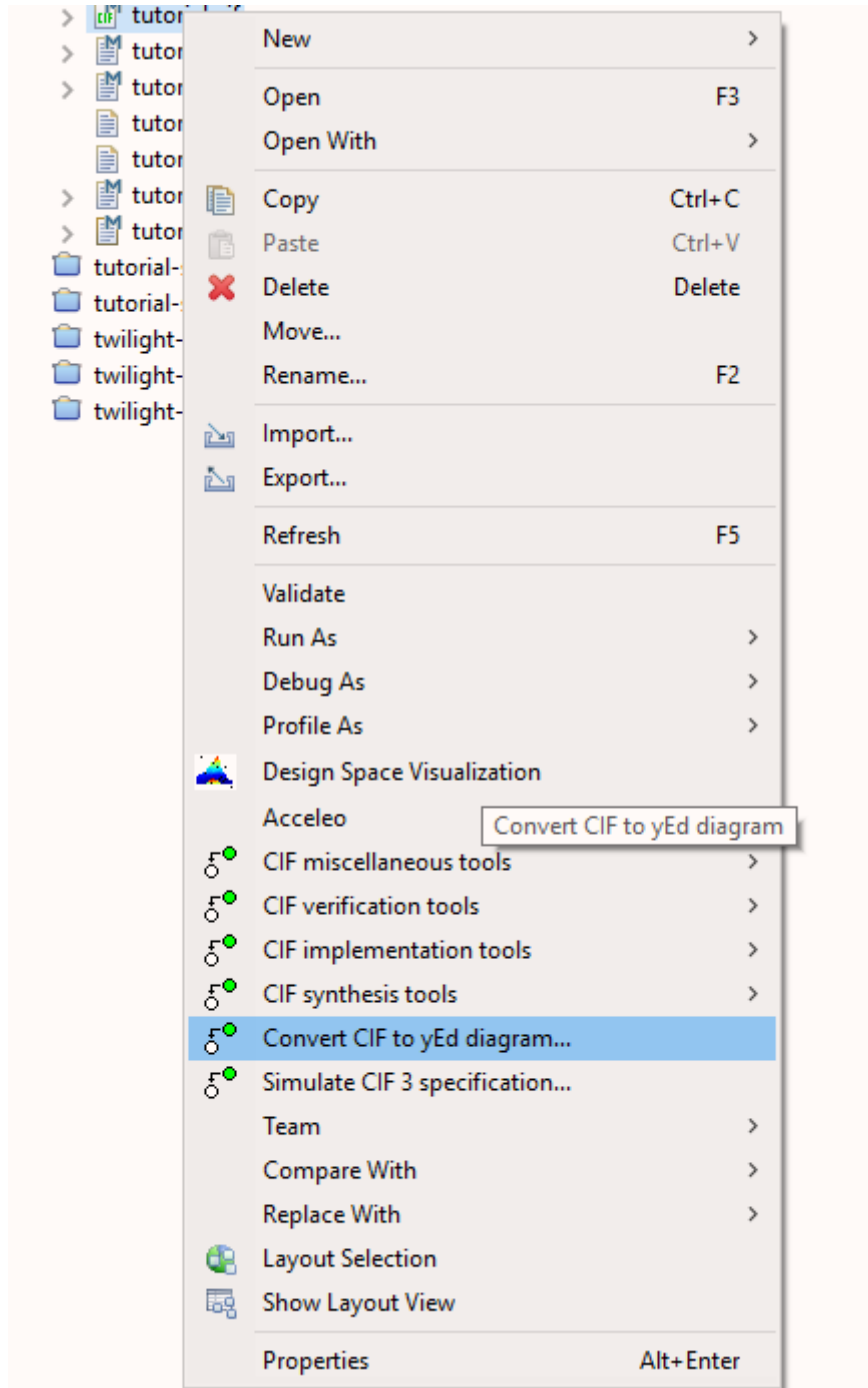 New
Open F3
Open With
Copy Ctrl+C
Paste Ctrl+V
Delete Delete
Move...
Rename... F2
Import...
Export...
Refresh F5
Validate
Run As
Debug As
Profile As
Design Space Visualization
Acceleo
Convert CIF to yEd diagram
CIF miscellaneous tools
CIF verification tools
CIF implementation tools
CIF synthesis tools
Convert CIF to yEd diagram...
Simulate CIF 3 specification...
Team
Compare With
Replace With
Layout Selection
Show Layout View
Properties Alt+Enter
CIF
tutor
tutor
tutor
tutor
tutor
tutor
tutorial-
tutorial-
twilight-
twilight-
twilight-